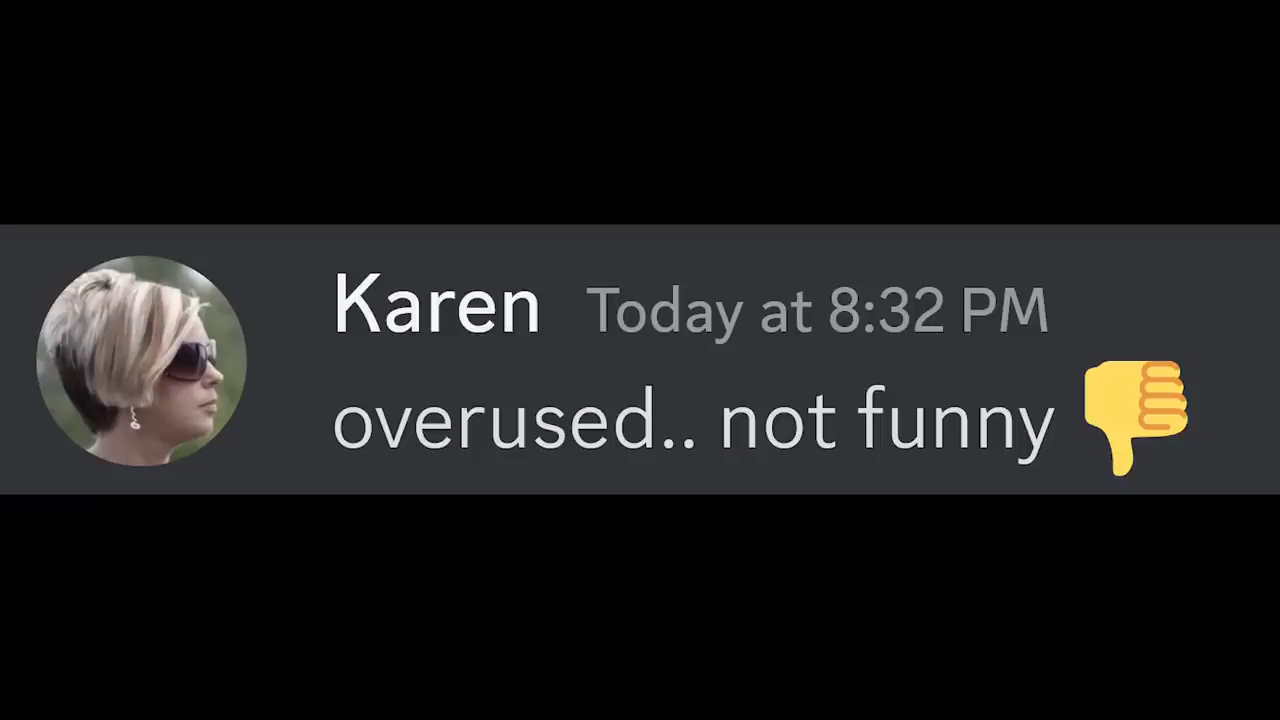 Karen Today at 8:32 PM
overused.. not funny 👎